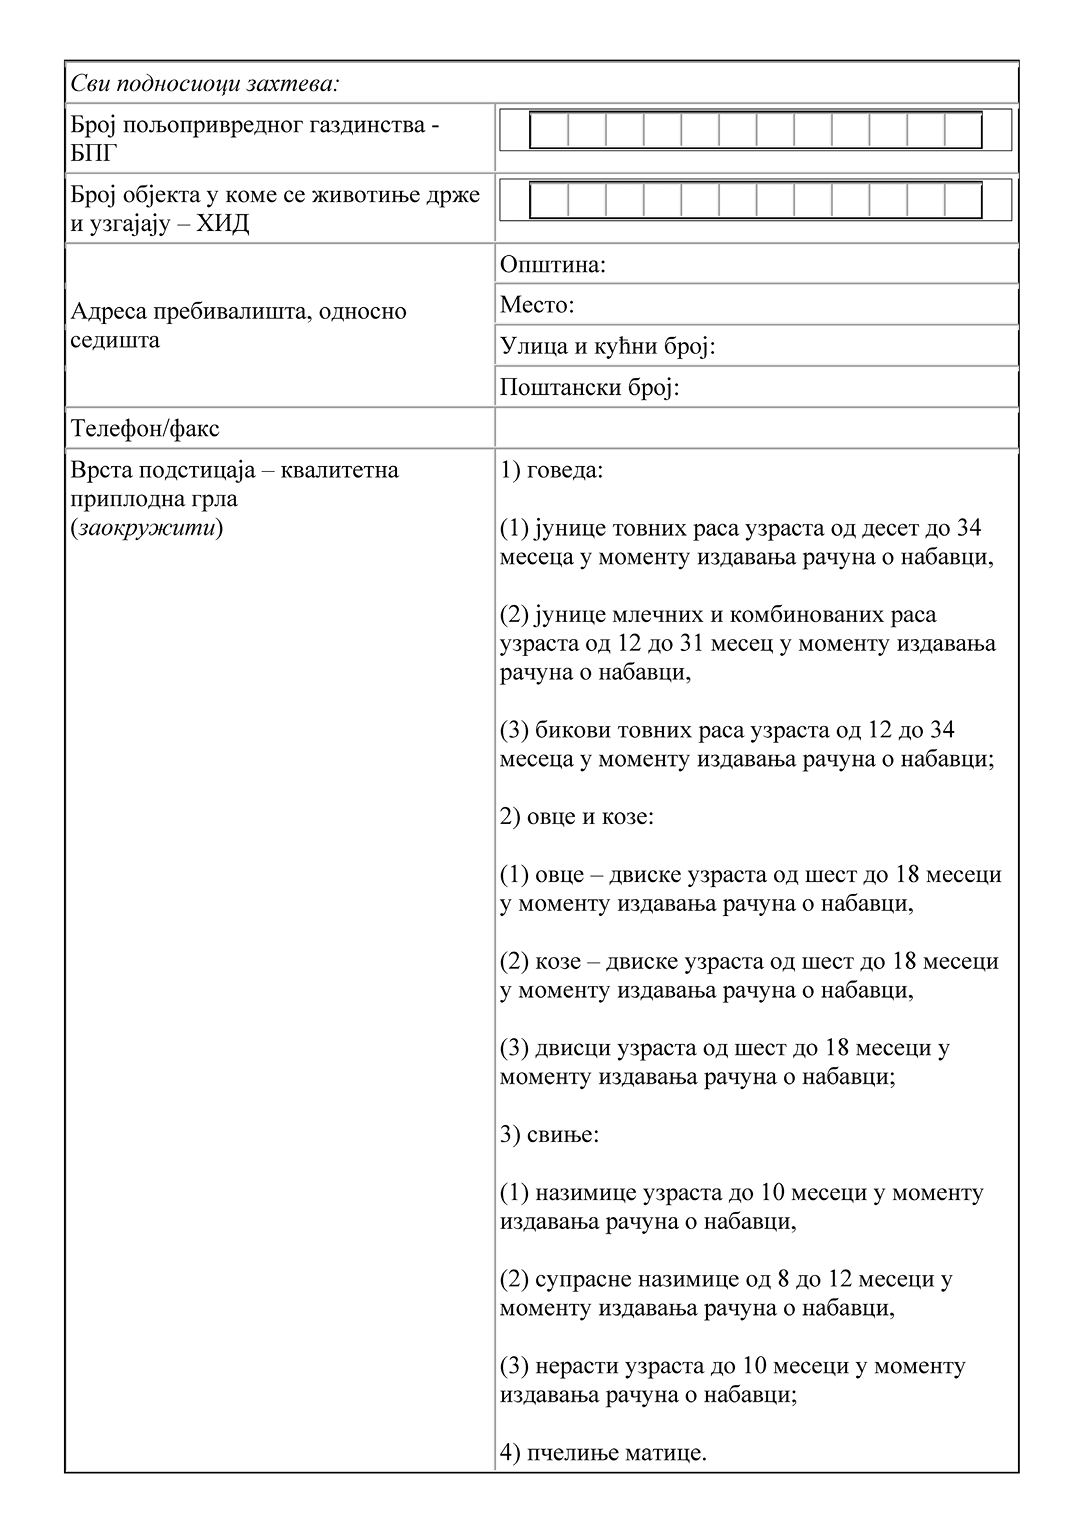 Сви подносиоци захтева:
Број пољопривредног газдинства -
БПГ
Број објекта у коме се животиње држе
и узгајају – ХИД
Адреса пребивалишта, односно
седишта
Општина:
Место:
Улица и кућни број:
Поштански број:
Телефон/факс
Врста подстицаја – квалитетна
приплодна грла
(заокружити)
1) говеда:
(1) јунице товних раса узраста од десет до 34
месеца у моменту издавања рачуна о набавци,
(2) јунице млечних и комбинованих раса
узраста од 12 до 31 месец у моменту издавања
рачуна о набавци,
(3) бикови товних раса узраста од 12 до 34
месеца у моменту издавања рачуна о набавци;
2) овце и козе:
(1) овце – двиске узраста од шест до 18 месеци
у моменту издавања рачуна о набавци,
(2) козе – двиске узраста од шест до 18 месеци
у моменту издавања рачуна о набавци,
(3) двисци узраста од шест до 18 месеци у
моменту издавања рачуна о набавци;
3) свиње:
(1) назимице узраста до 10 месеци у моменту
издавања рачуна о набавци,
(2) супрасне назимице од 8 до 12 месеци у
моменту издавања рачуна о набавци,
(3) нерасти узраста до 10 месеци у моменту
издавања рачуна о набавци;
4) пчелиње матице.